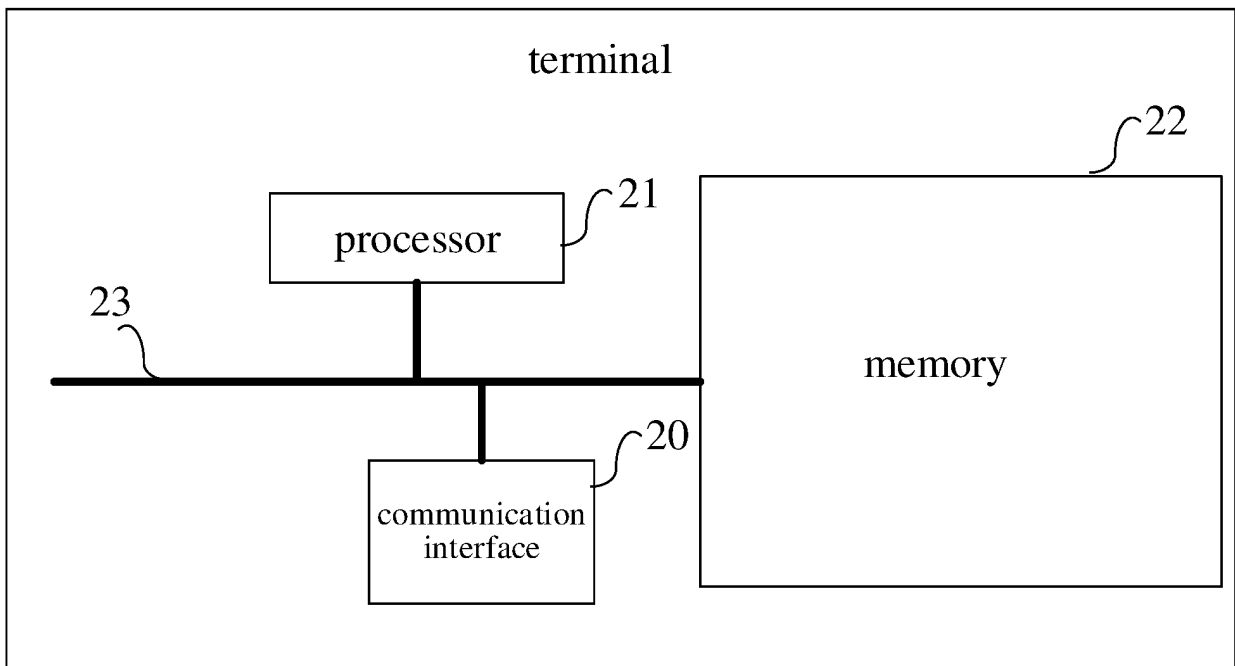 terminal
22
21
processor
23
memory
20
communication
interface